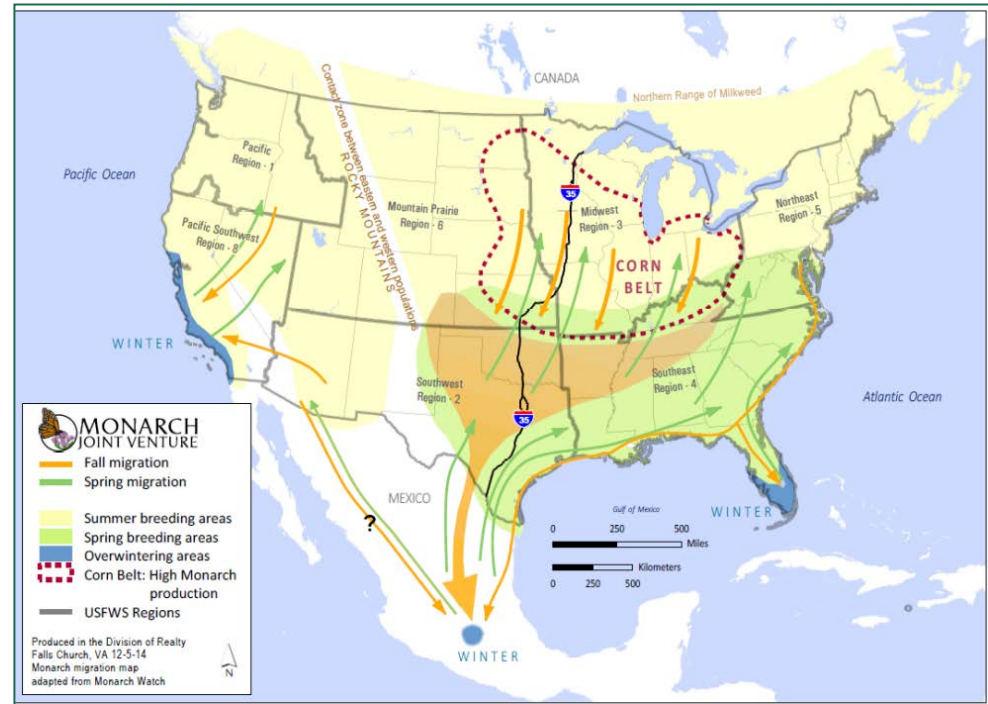 CANADA
Northern Range of Milkweed
Contact zone between eastern and western populations
ROCKY MOUNTAINS
Pacific
Region - 1
Pacific Ocean
Mountain Prairie
Region - 6
35
Midwest
Region - 3
Northeast
Region - 5
Pacific Southwest
Region - 8
CORN
BELT
WINTER
Southwest
Region - 2
Southeast
Region - 4
Atlantic Ocean
35
MEXICO
Gulf of Mexico
WINTER
0 250 500
Miles
Kilometers
0 250 500
?
WINTER
MONARCH
JOINT VENTURE
Fall migration
Spring migration
Summer breeding areas
Spring breeding areas
Overwintering areas
Corn Belt: High Monarch
production
USFWS Regions
Produced in the Division of Realty
Falls Church, VA 12-5-14
Monarch migration map
adapted from Monarch Watch
N